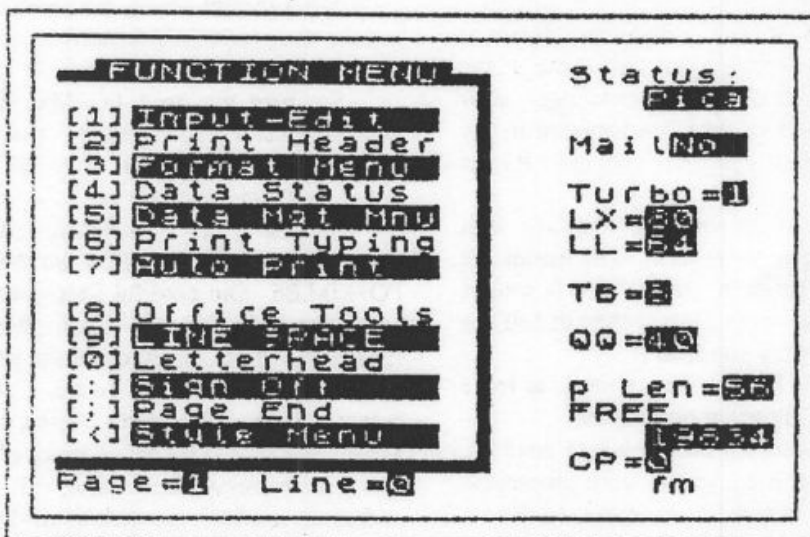 FUNCTION MENU
[1] Input-Edit
[2] Print Header
[3] Format Menu
[4] Data Status
[5] Data Mgt Mnu
[6] Print Typing
[7] Auto Print
[8] Office Tools
[9] LINE SPACE
[0] Letterhead
[:] Sign Off
[;] Page End
[<] Style Menu
Page=1 Line=0
Status:
Pica
Mail No
Turbo=1
LX=80
LL=64
TB=8
QQ=40
p Len=56
FREE
CP=0
fm